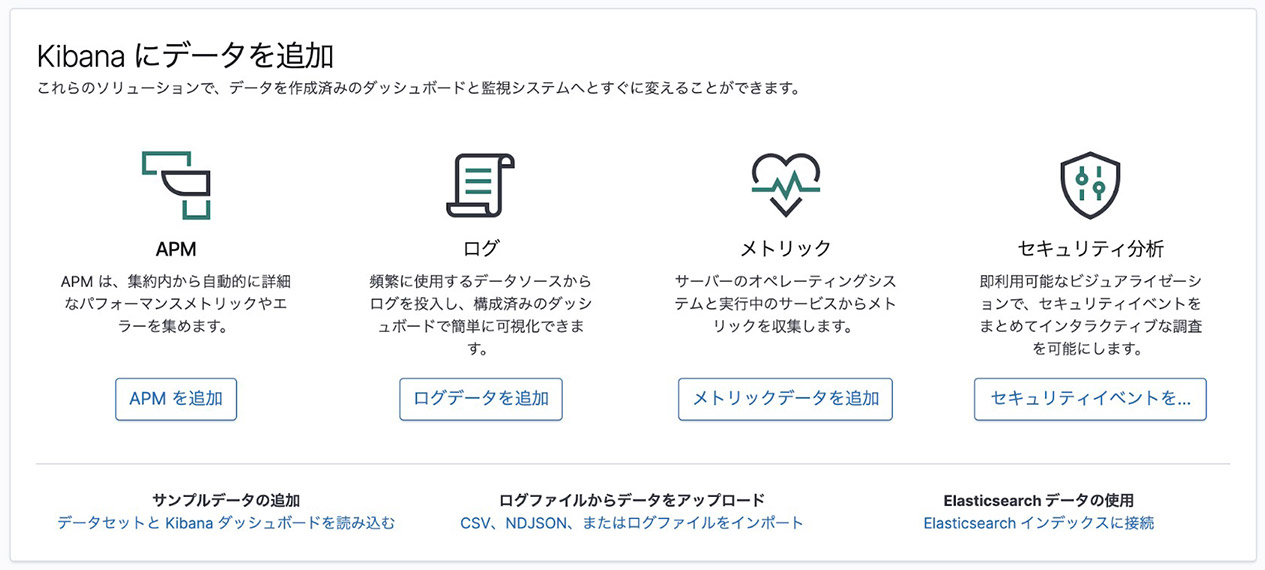 Kibana にデータを追加
これらのソリューションで、データを作成済みのダッシュボードと監視システムへとすぐに変えることができます。
APM
APM は、集約内から自動的に詳細
なパフォーマンスメトリックやエ
ラーを集めます。
APM を追加
ログ
頻繁に使用するデータソースから
ログを投入し、構成済みのダッシ
ュボードで簡単に可視化できま
す。
ログデータを追加
メトリック
サーバーのオペレーティングシス
テムと実行中のサービスからメト
リックを収集します。
メトリックデータを追加
セキュリティ分析
即利用可能なビジュアライゼーシ
ョンで、セキュリティイベントを
まとめてインタラクティブな調査
を可能にします。
セキュリティイベントを...
サンプルデータの追加
データセットと Kibana ダッシュボードを読み込む
ログファイルからデータをアップロード
CSV、NDJSON、またはログファイルをインポート
Elasticsearch データの使用
Elasticsearch インデックスに接続